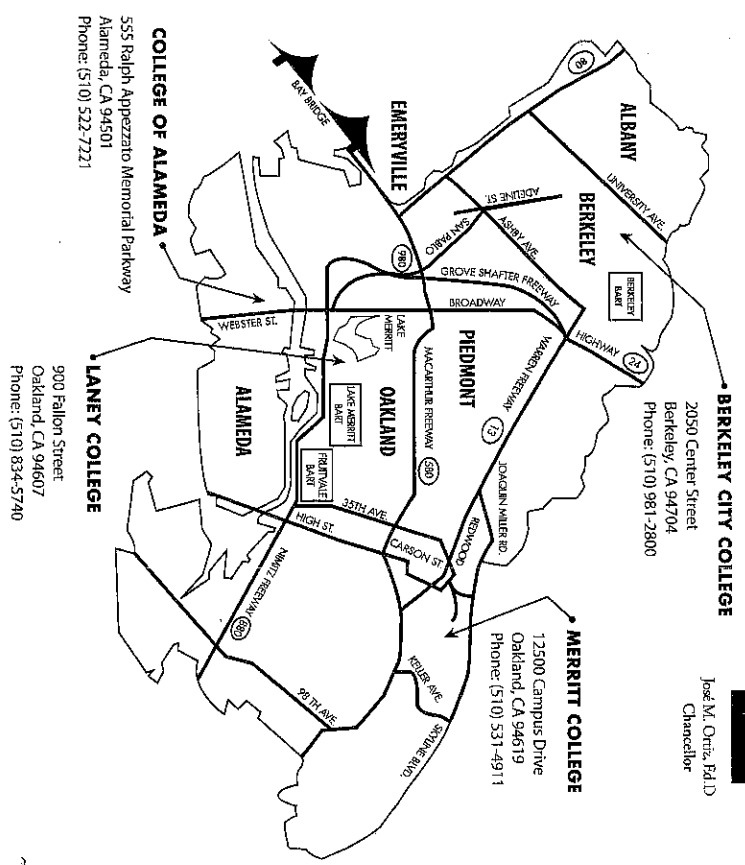 José M. Ortiz, Ed.D
Chancellor
BERKELEY CITY COLLEGE
2050 Center Street
Berkeley, CA 94704
Phone: (510) 981-2800
MERRITT COLLEGE
12500 Campus Drive
Oakland, CA 94619
Phone: (510) 531-4911
COLLEGE OF ALAMEDA
555 Ralph Appezzato Memorial Parkway
Alameda, CA 94501
Phone: (510) 522-7221
LANEY COLLEGE
900 Fallon Street
Oakland, CA 94607
Phone: (510) 834-5740
ALBANY
BERKELEY
EMERYVILLE
PIEDMONT
OAKLAND
ALAMEDA
80
UNIVERSITY AVE.
BERKELEY
BART
ADELINE ST.
ASHBY AVE.
SAN PABLO
BAY BRIDGE
980
GROVE SHAFTER FREEWAY
BROADWAY
HIGHWAY
24
WARREN FREEWAY
13
JOAQUIN MILLER RD.
REDWOOD
MACARTHUR FREEWAY
580
LAKE
MERRITT
LAKE MERRITT
BART
FRUITVALE
BART
WEBSTER ST.
35TH AVE.
HIGH ST.
CARSON ST.
NIMITZ FREEWAY
880
98 TH AVE.
KELLER AVE.
SKYLINE BLVD.